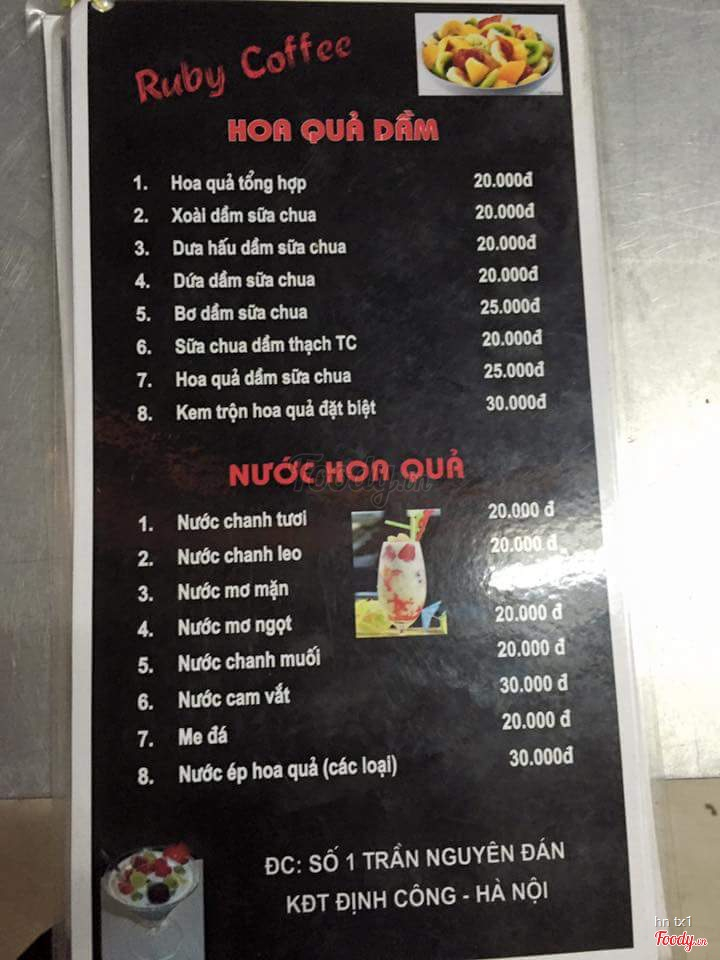 Ruby Coffee
HOA QUẢ DẦM
1. Hoa quả tổng hợp 20.000đ
2. Xoài dầm sữa chua 20.000đ
3. Dưa hấu dầm sữa chua 20.000đ
4. Dứa dầm sữa chua 20.000đ
5. Bơ dầm sữa chua 25.000đ
6. Sữa chua dầm thạch TC 20.000đ
7. Hoa quả dầm sữa chua 25.000đ
8. Kem trộn hoa quả đặt biệt 30.000đ
NƯỚC HOA QUẢ
Foody.vn
1. Nước chanh tươi 20.000 đ
2. Nước chanh leo 20.000 đ
3. Nước mơ mặn
4. Nước mơ ngọt 20.000 đ
5. Nước chanh muối 20.000 đ
6. Nước cam vắt 30.000 đ
7. Me đá 20.000 đ
8. Nước ép hoa quả (các loại) 30.000đ
ĐC: SỐ 1 TRẦN NGUYÊN ĐÁN
KĐT ĐỊNH CÔNG - HÀ NỘI
hn tx1
Foody.vn